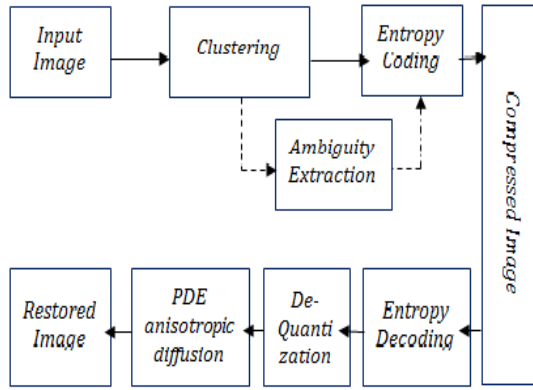 Input
Image
Clustering
Entropy
Coding
Ambiguity
Extraction
Compressed Image
Restored
Image
PDE
anisotropic
diffusion
De-
Quanti
zation
Entropy
Decoding